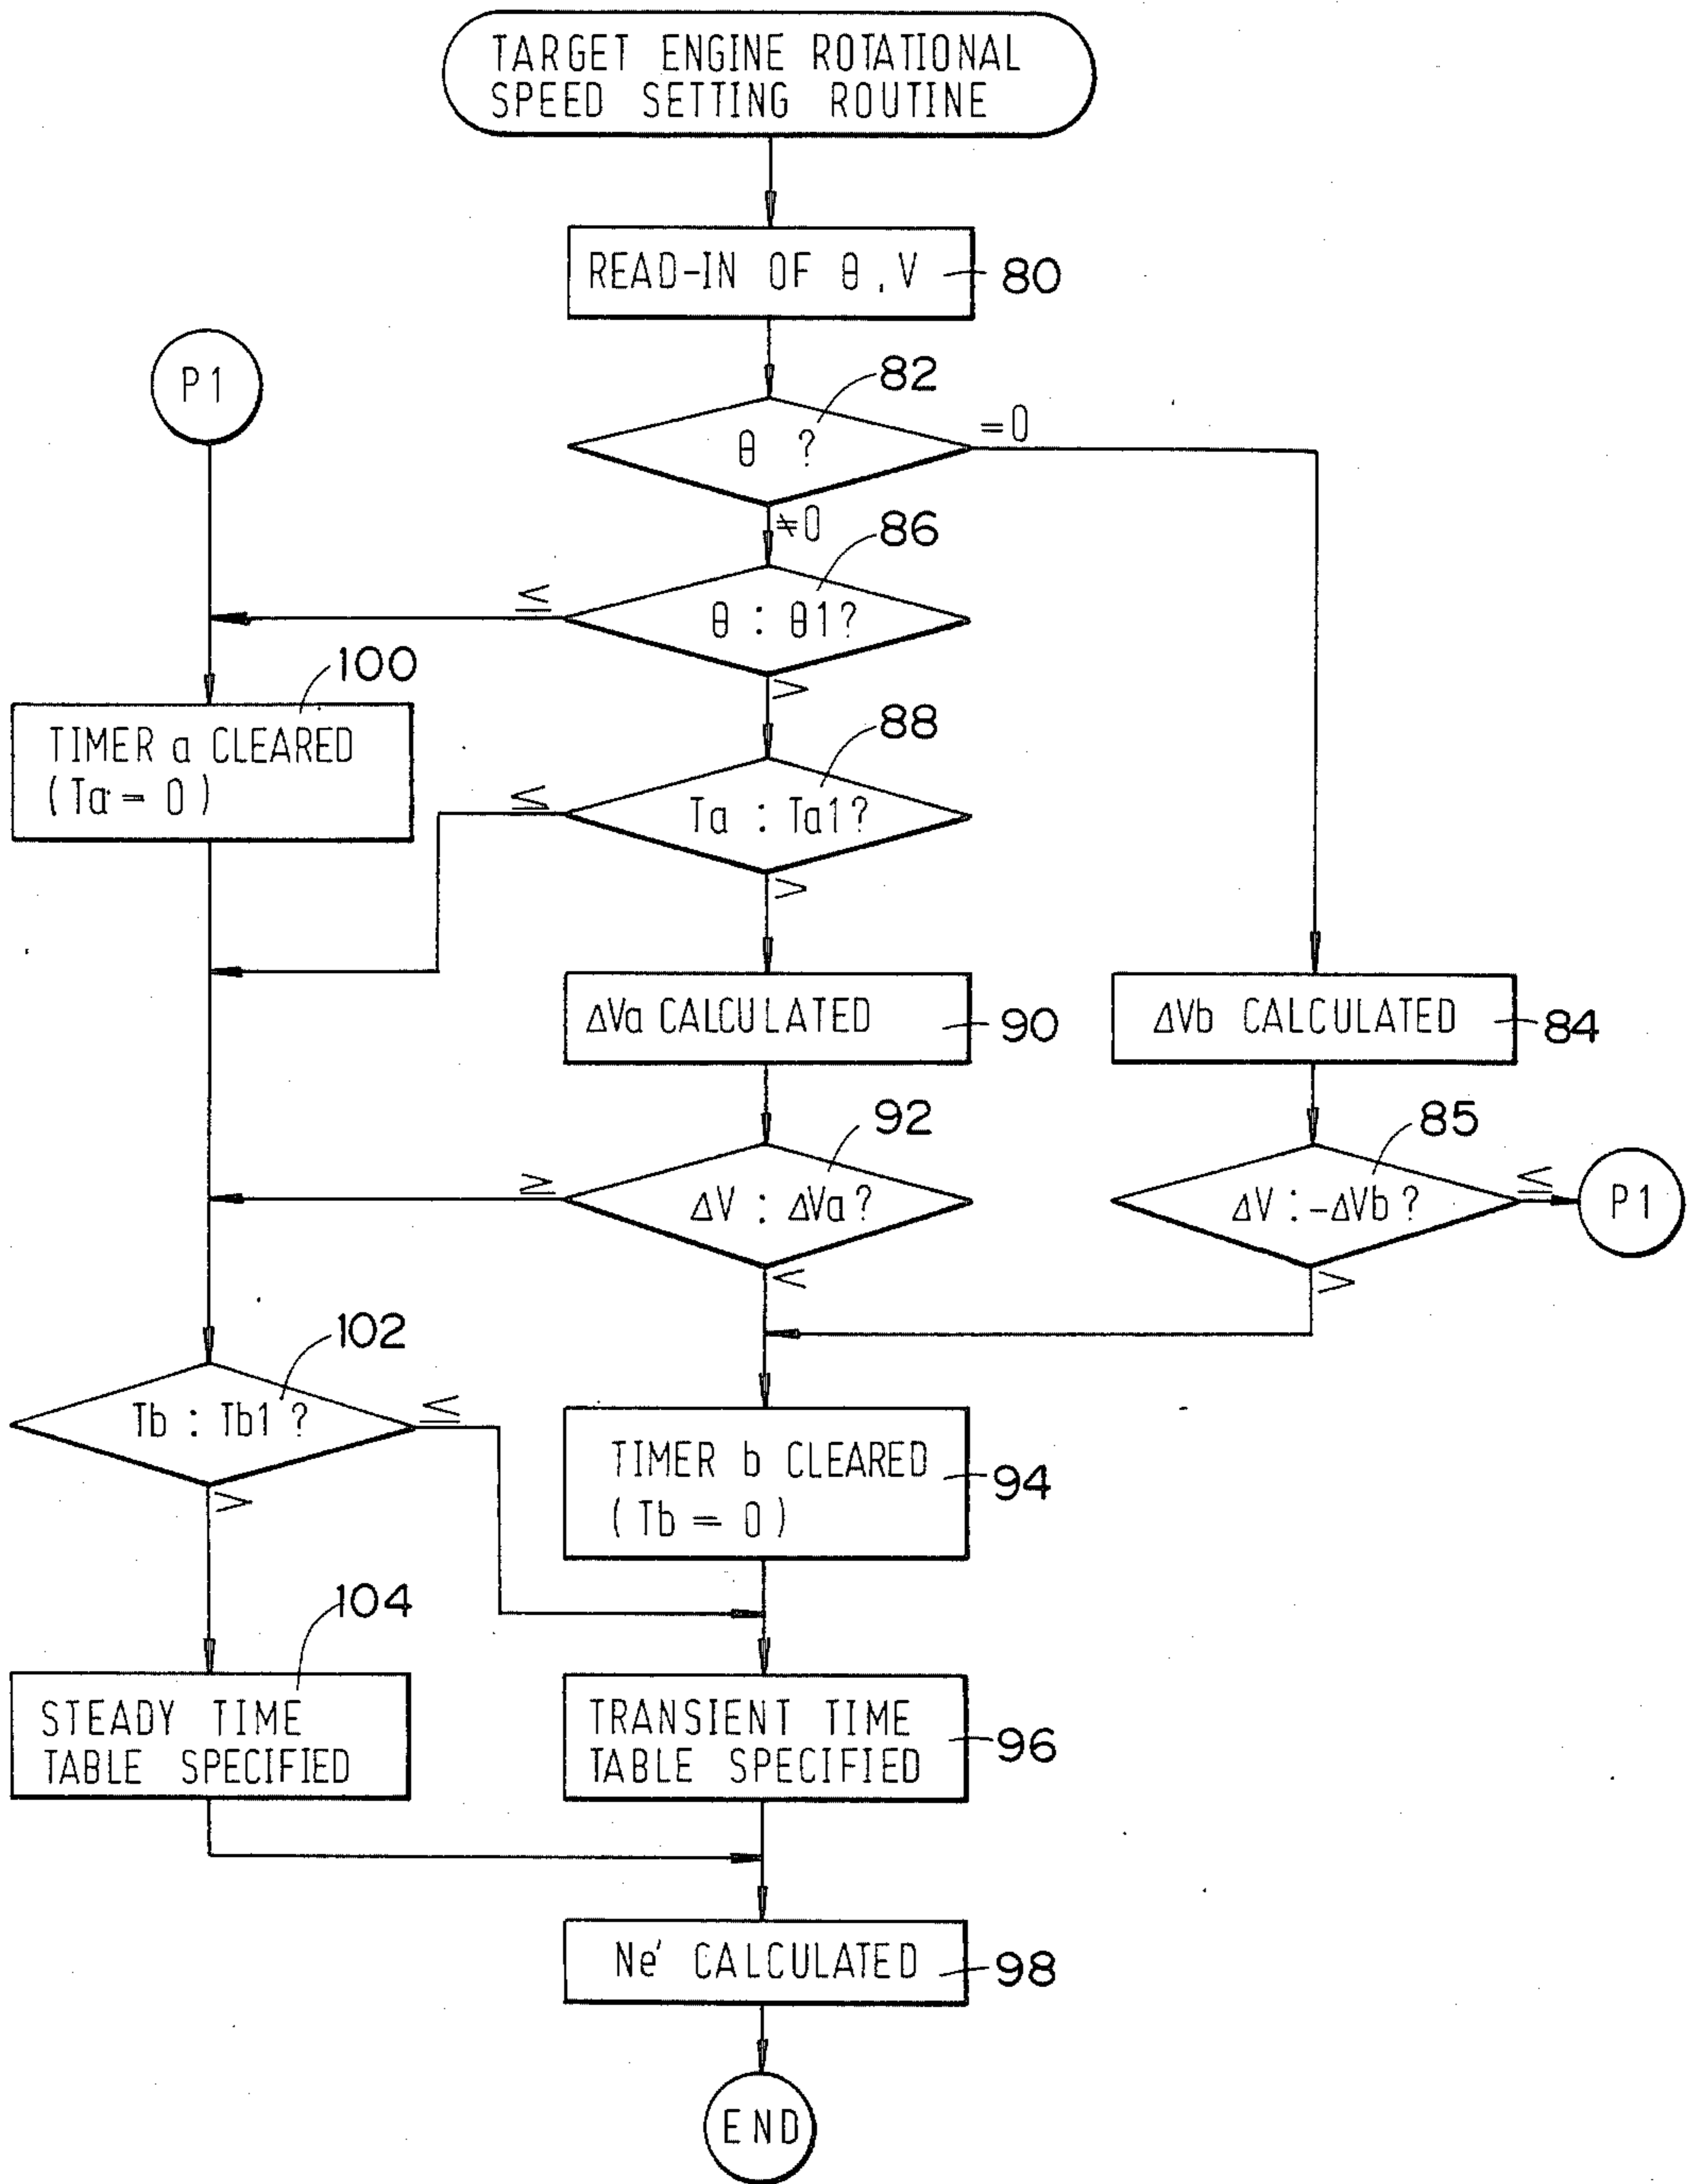 TARGET ENGINE ROTATIONAL
SPEED SETTING ROUTINE
READ-IN OF θ, V
80
P1
82
θ ?
=0
≠0
86
θ : θ1?
≤
>
100
TIMER a CLEARED
(Ta = 0)
88
Ta : Ta1?
≤
>
ΔVa CALCULATED
90
ΔVb CALCULATED
84
92
ΔV : ΔVa?
≥
<
85
ΔV : -ΔVb?
≤
P1
>
102
Tb : Tb1 ?
≤
>
TIMER b CLEARED
(Tb = 0)
94
104
STEADY TIME
TABLE SPECIFIED
TRANSIENT TIME
TABLE SPECIFIED
96
Ne' CALCULATED
98
END